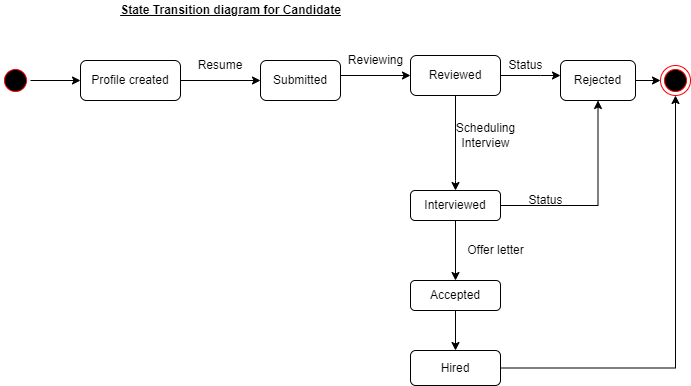 State Transition diagram for Candidate
Profile created
Resume
Submitted
Reviewing
Reviewed
Status
Rejected
Scheduling
Interview
Interviewed
Status
Offer letter
Accepted
Hired